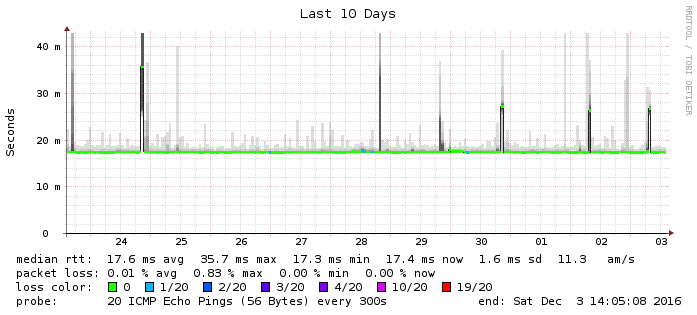 Last 10 Days
RRDTOOL / TOBI OETIKER
Seconds
40 m
30 m
20 m
10 m
0
24 25 26 27 28 29 30 01 02 03
median rtt: 17.6 ms avg 35.7 ms max 17.3 ms min 17.4 ms now 1.6 ms sd 11.3 am/s
packet loss: 0.01 % avg 0.83 % max 0.00 % min 0.00 % now
loss color: 0 1/20 2/20 3/20 4/20 10/20 19/20
probe: 20 ICMP Echo Pings (56 Bytes) every 300s end: Sat Dec 3 14:05:08 2016